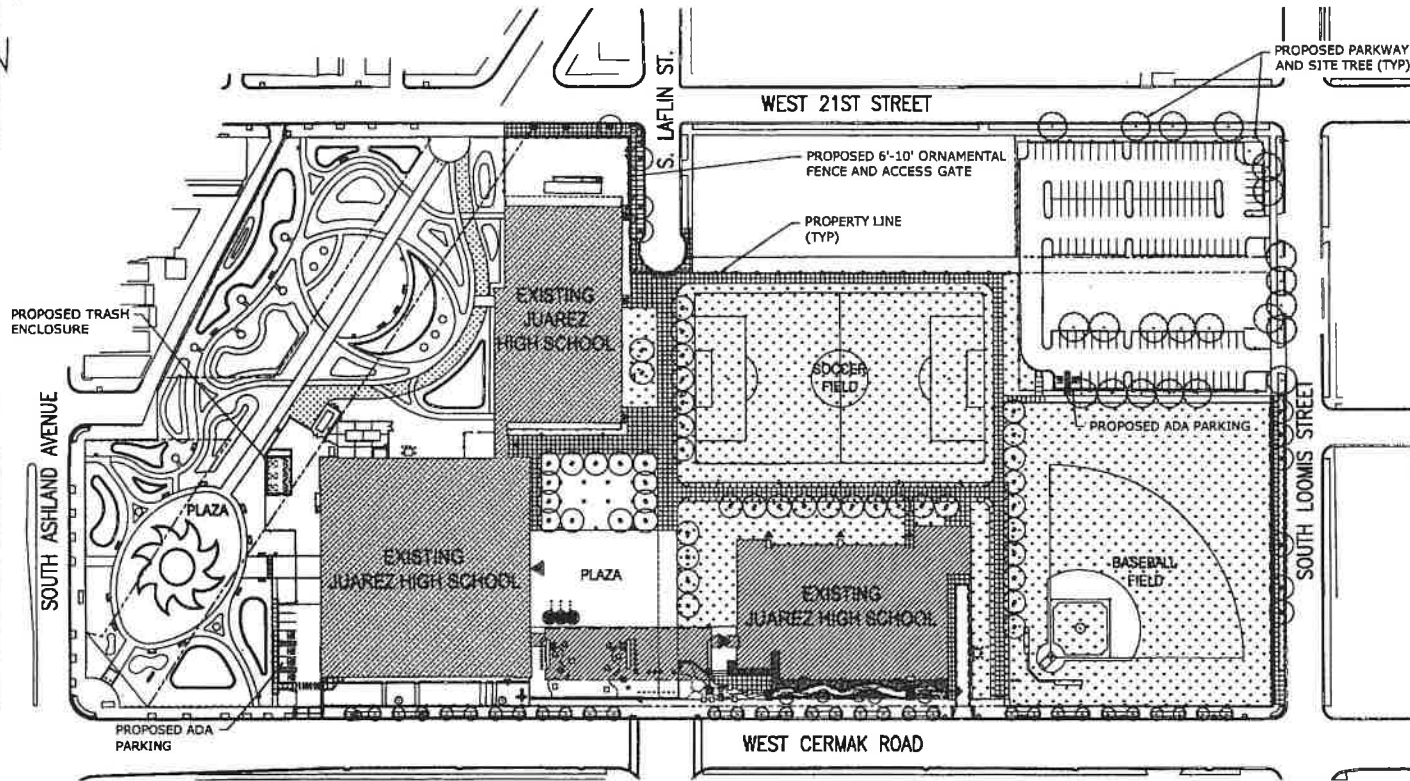 PROPOSED PARKWAY
AND SITE TREE (TYP)
S. LAFLIN ST.
WEST 21ST STREET
PROPOSED 6'-10' ORNAMENTAL
FENCE AND ACCESS GATE
PROPERTY LINE
(TYP)
PROPOSED TRASH
ENCLOSURE
EXISTING
JUAREZ
HIGH SCHOOL
SOCCER
FIELD
PROPOSED ADA PARKING
SOUTH ASHLAND AVENUE
PLAZA
EXISTING
JUAREZ HIGH SCHOOL
PLAZA
EXISTING
JUAREZ HIGH SCHOOL
BASEBALL
FIELD
SOUTH LOOMIS STREET
PROPOSED ADA
PARKING
WEST CERMAK ROAD